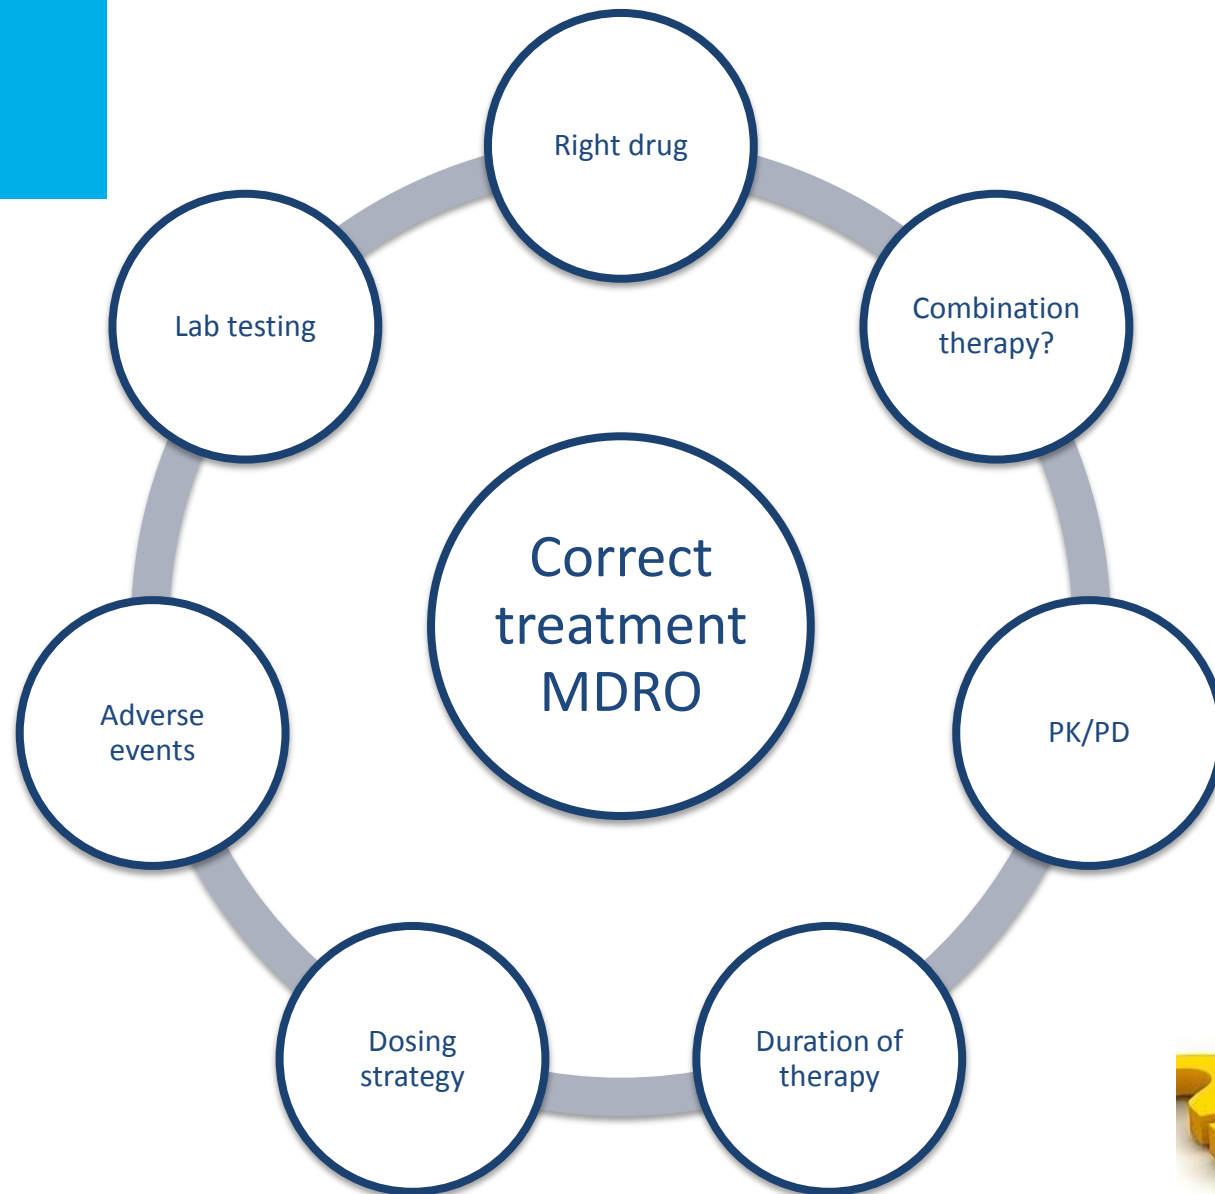 Right drug
Combination
therapy?
PK/PD
Duration of
therapy
Dosing
strategy
Adverse
events
Lab testing
Correct
treatment
MDRO